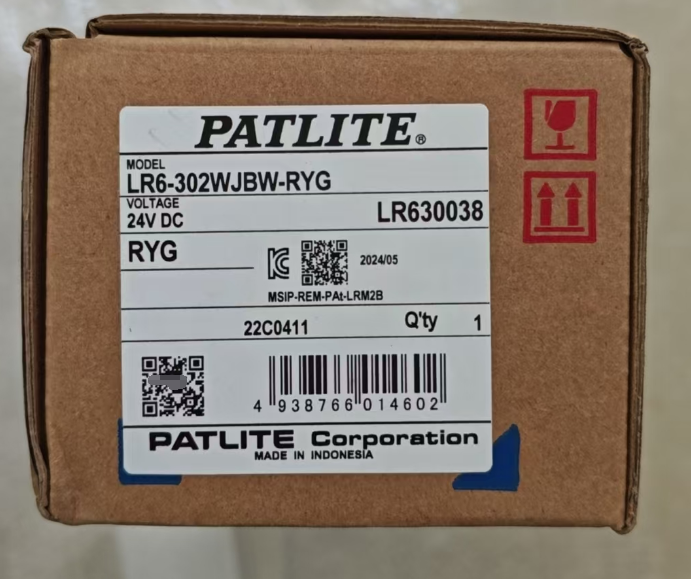 PATLITE®
MODEL
LR6-302WJBW-RYG
VOLTAGE
24V DC
LR630038
RYG
2024/05
MSIP-REM-PAt-LRM2B
22C0411
Q'ty 1
4 938766 014602
PATLITE Corporation
MADE IN INDONESIA